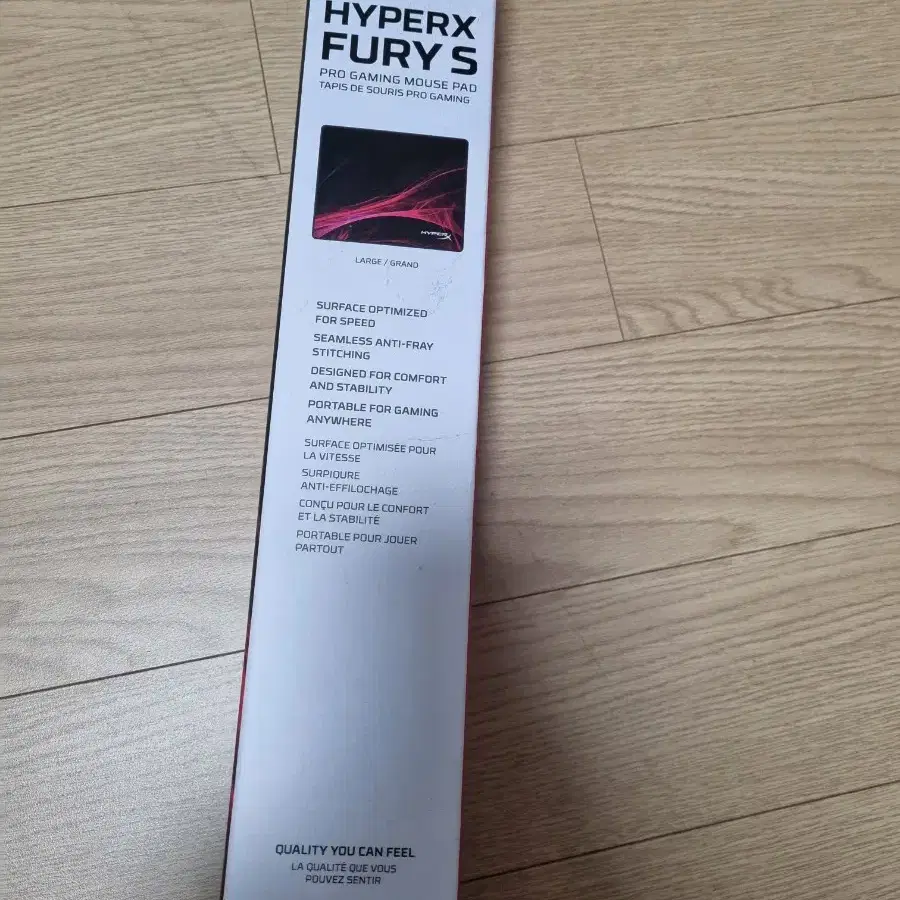 HYPERX
FURY S
PRO GAMING MOUSE PAD
TAPIS DE SOURIS PRO GAMING
HYPERX
LARGE / GRAND
SURFACE OPTIMIZED
FOR SPEED
SEAMLESS ANTI-FRAY
STITCHING
DESIGNED FOR COMFORT
AND STABILITY
PORTABLE FOR GAMING
ANYWHERE
SURFACE OPTIMISÉE POUR
LA VITESSE
SURPIQURE
ANTI-EFFILOCHAGE
CONÇU POUR LE CONFORT
ET LA STABILITÉ
PORTABLE POUR JOUER
PARTOUT
QUALITY YOU CAN FEEL
LA QUALITÉ QUE VOUS
POUVEZ SENTIR